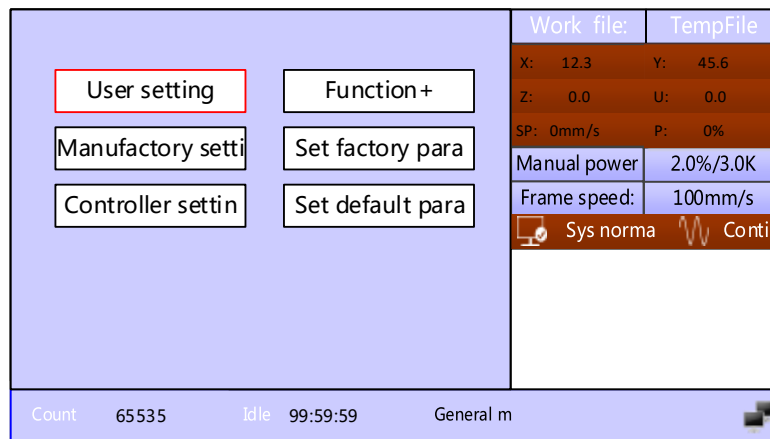 Work file: TempFile
User setting Function+
Manufactory setti Set factory para
Controller settin Set default para
X: 12.3 Y: 45.6
Z: 0.0 U: 0.0
SP: 0mm/s P: 0%
Manual power 2.0%/3.0K
Frame speed: 100mm/s
Sys norma Conti
Count 65535 Idle 99:59:59 General m